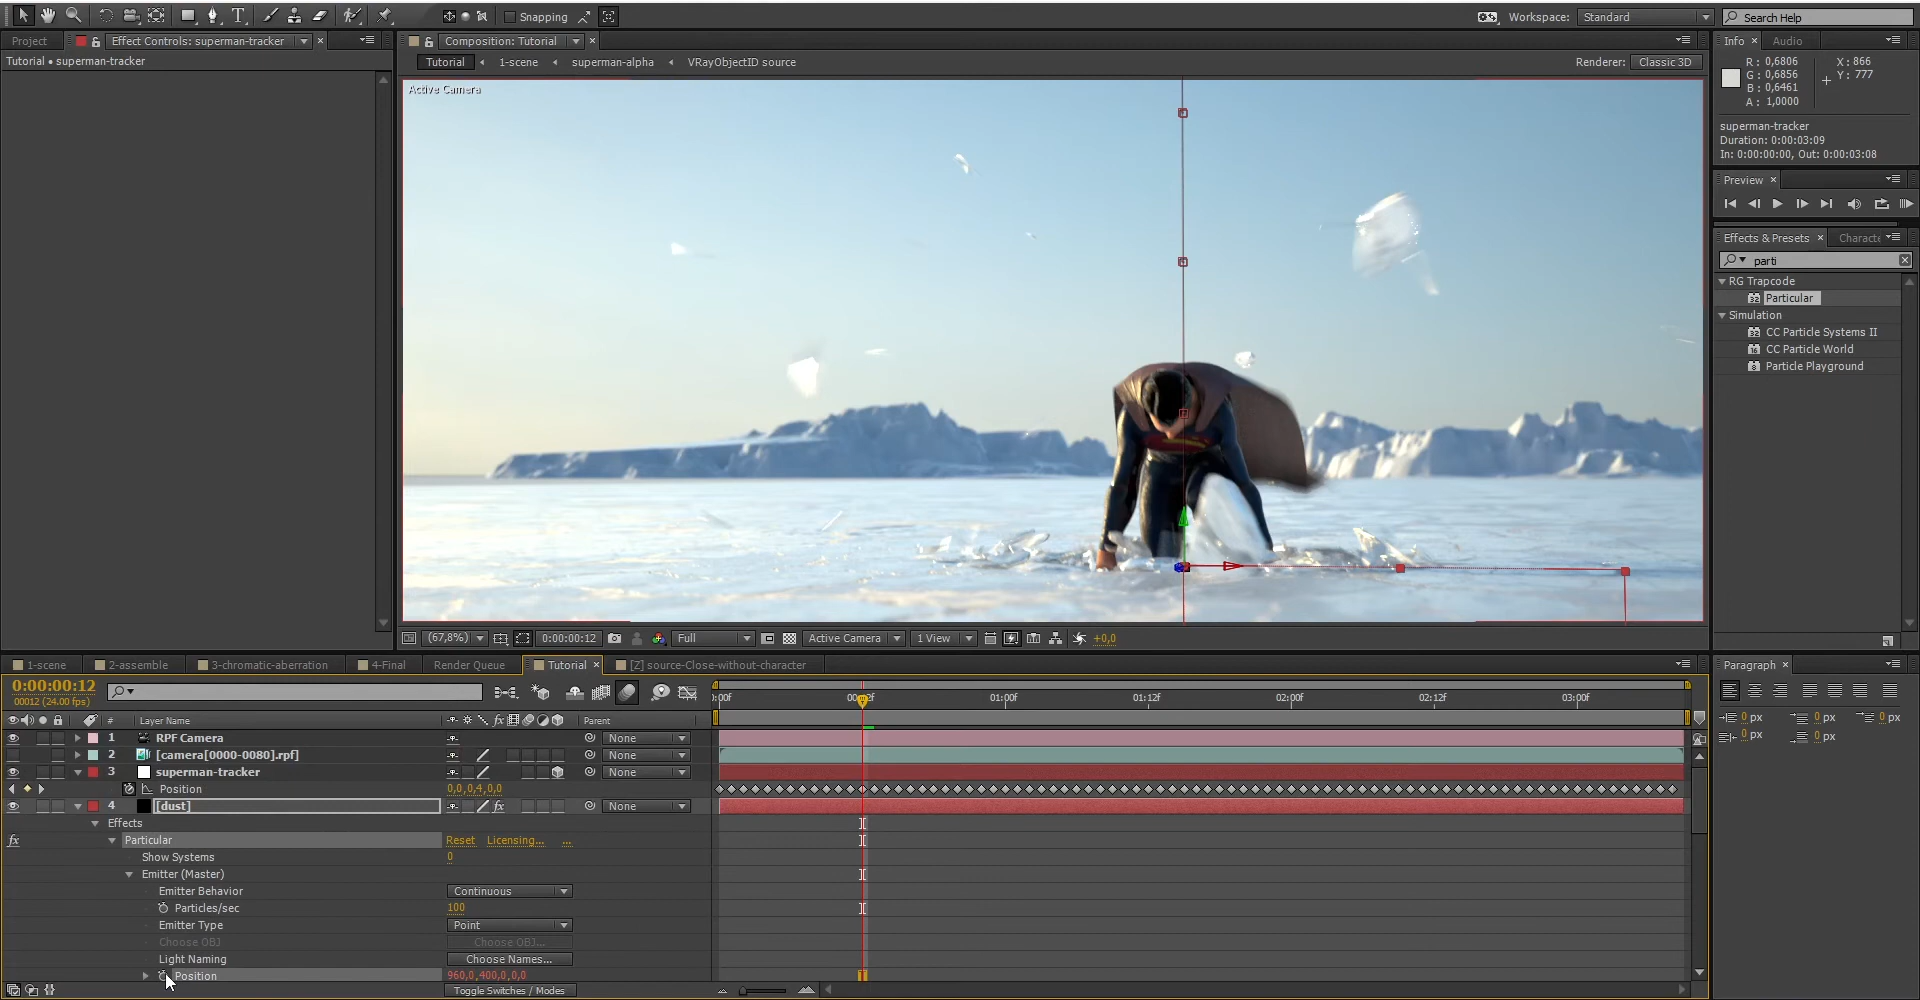 Snapping
Workspace: Standard
Search Help
Project
Effect Controls: superman-tracker
Composition: Tutorial
Info
Audio
Tutorial • superman-tracker
Tutorial
1-scene
superman-alpha
VRayObjectID source
Renderer: Classic 3D
Active Camera
R : 0,6806
G : 0,6856
B : 0,6461
A : 1,0000
X : 866
Y : 777
superman-tracker
Duration: 0:00:03:09
In: 0:00:00:00, Out: 0:00:03:08
Preview
Effects & Presets
Characte
parti
RG Trapcode
Particular
Simulation
CC Particle Systems II
CC Particle World
Particle Playground
(67,8%)
0:00:00:12
Full
Active Camera
1 View
+0,0
1-scene
2-assemble
3-chromatic-aberration
4-Final
Render Queue
Tutorial
[Z] source-Close-without-character
Paragraph
0:00:00:12
00012 (24.00 fps)
01:00f
01:12f
02:00f
02:12f
03:00f
# Layer Name
Parent
0 px
0 px
0 px
0 px
0 px
1 RPF Camera None
2 [camera[0000-0080].rpf] None
3 superman-tracker None
Position 0,0,0,4,0,0
4 [dust] None
Effects
fx Particular Reset Licensing... ...
Show Systems 0
Emitter (Master)
Emitter Behavior Continuous
Particles/sec 100
Emitter Type Point
Choose OBJ Choose OBJ...
Light Naming Choose Names...
Position 960,0,400,0,0,0
Toggle Switches / Modes